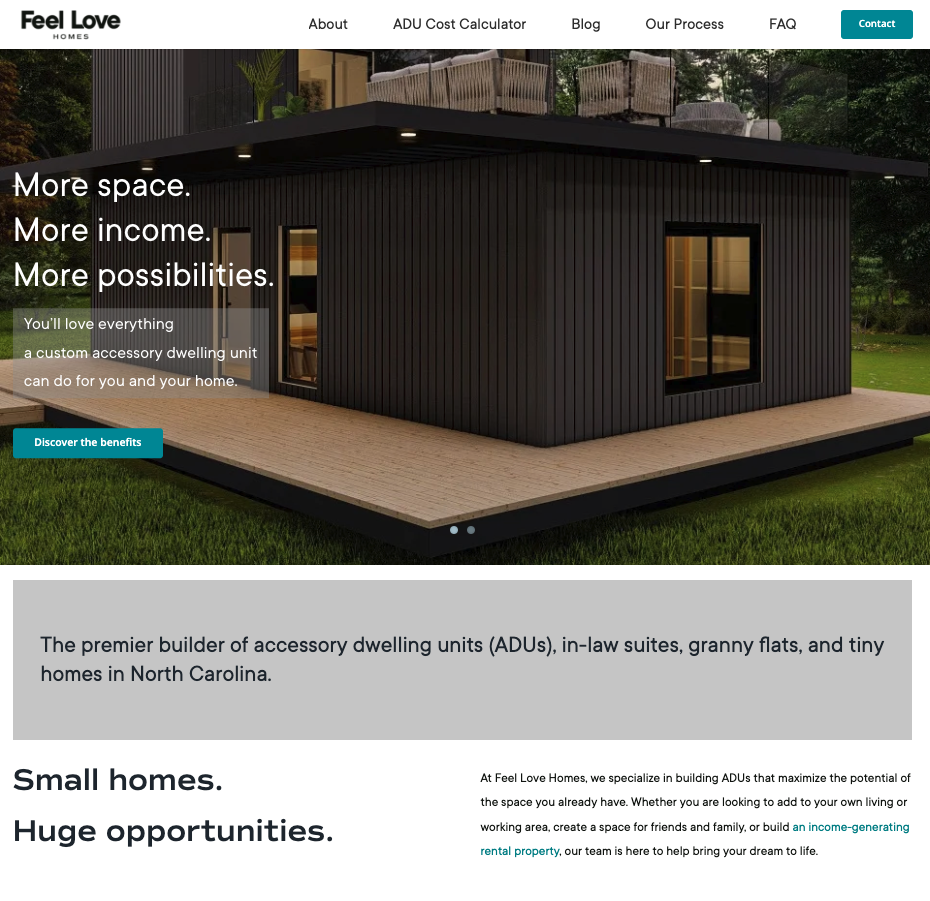 Feel Love
HOMES
About
ADU Cost Calculator
Blog
Our Process
FAQ
Contact
More space.
More income.
More possibilities.
You'll love everything
a custom accessory dwelling unit
can do for you and your home.
Discover the benefits
The premier builder of accessory dwelling units (ADUs), in-law suites, granny flats, and tiny
homes in North Carolina.
Small homes.
Huge opportunities.
At Feel Love Homes, we specialize in building ADUs that maximize the potential of
the space you already have. Whether you are looking to add to your own living or
working area, create a space for friends and family, or build an income-generating
rental property, our team is here to help bring your dream to life.